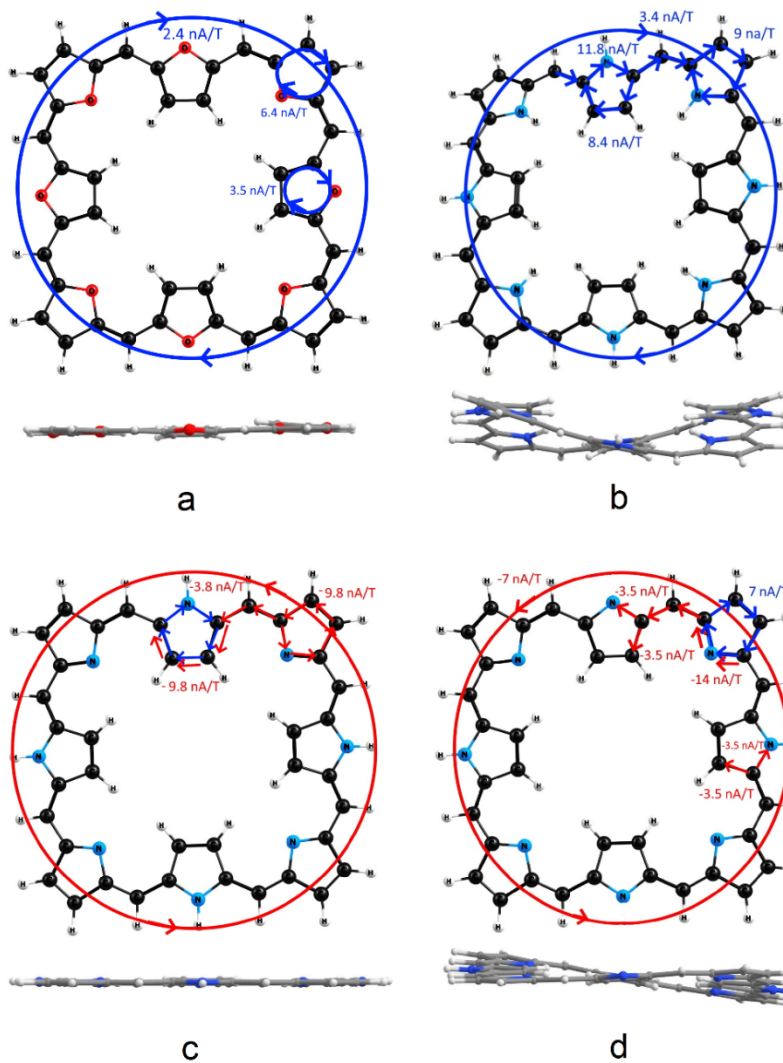 2.4 nA/T
6.4 nA/T
3.5 nA/T
a
3.4 nA/T
9 na/T
11.8 nA/T
8.4 nA/T
b
-3.8 nA/T
-9.8 nA/T
- 9.8 nA/T
c
-7 nA/T
-3.5 nA/T
7 nA/T
-3.5 nA/T
-14 nA/T
-3.5 nA/T
-3.5 nA/T
d